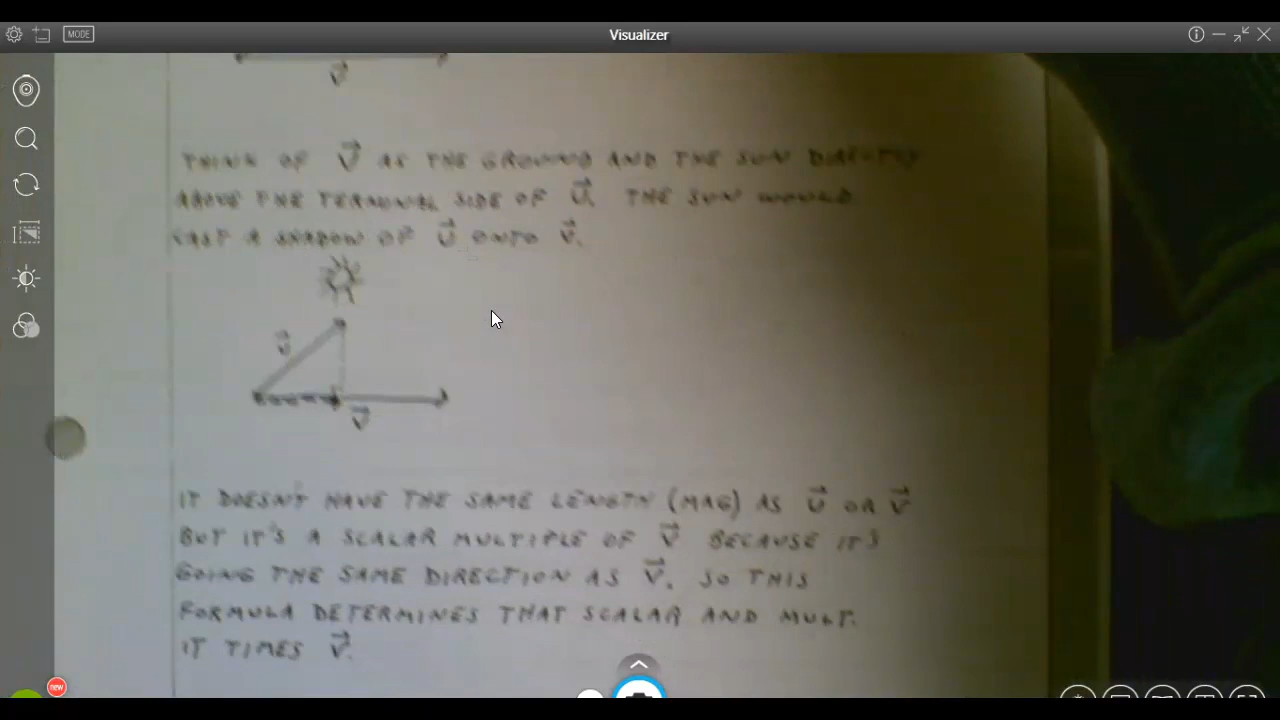 MODE
Visualizer
V⃗
THINK OF V⃗ AS THE GROUND AND THE SUN DIRECTLY
ABOVE THE TERMINAL SIDE OF U⃗. THE SUN WOULD
CAST A SHADOW OF U⃗ ONTO V⃗.
V⃗
IT DOESN'T HAVE THE SAME LENGTH (MAG) AS U⃗ OR V⃗
BUT IT'S A SCALAR MULTIPLE OF V⃗ BECAUSE IT'S
GOING THE SAME DIRECTION AS V⃗. SO THIS
FORMULA DETERMINES THAT SCALAR AND MULT.
IT TIMES V⃗.
new